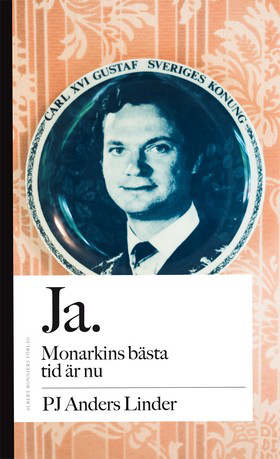 CARL XVI GUSTAF SVERIGES KONUNG
Ja.
Monarkins bästa
tid är nu
PJ Anders Linder
ALBERT BONNIERS FÖRLAG